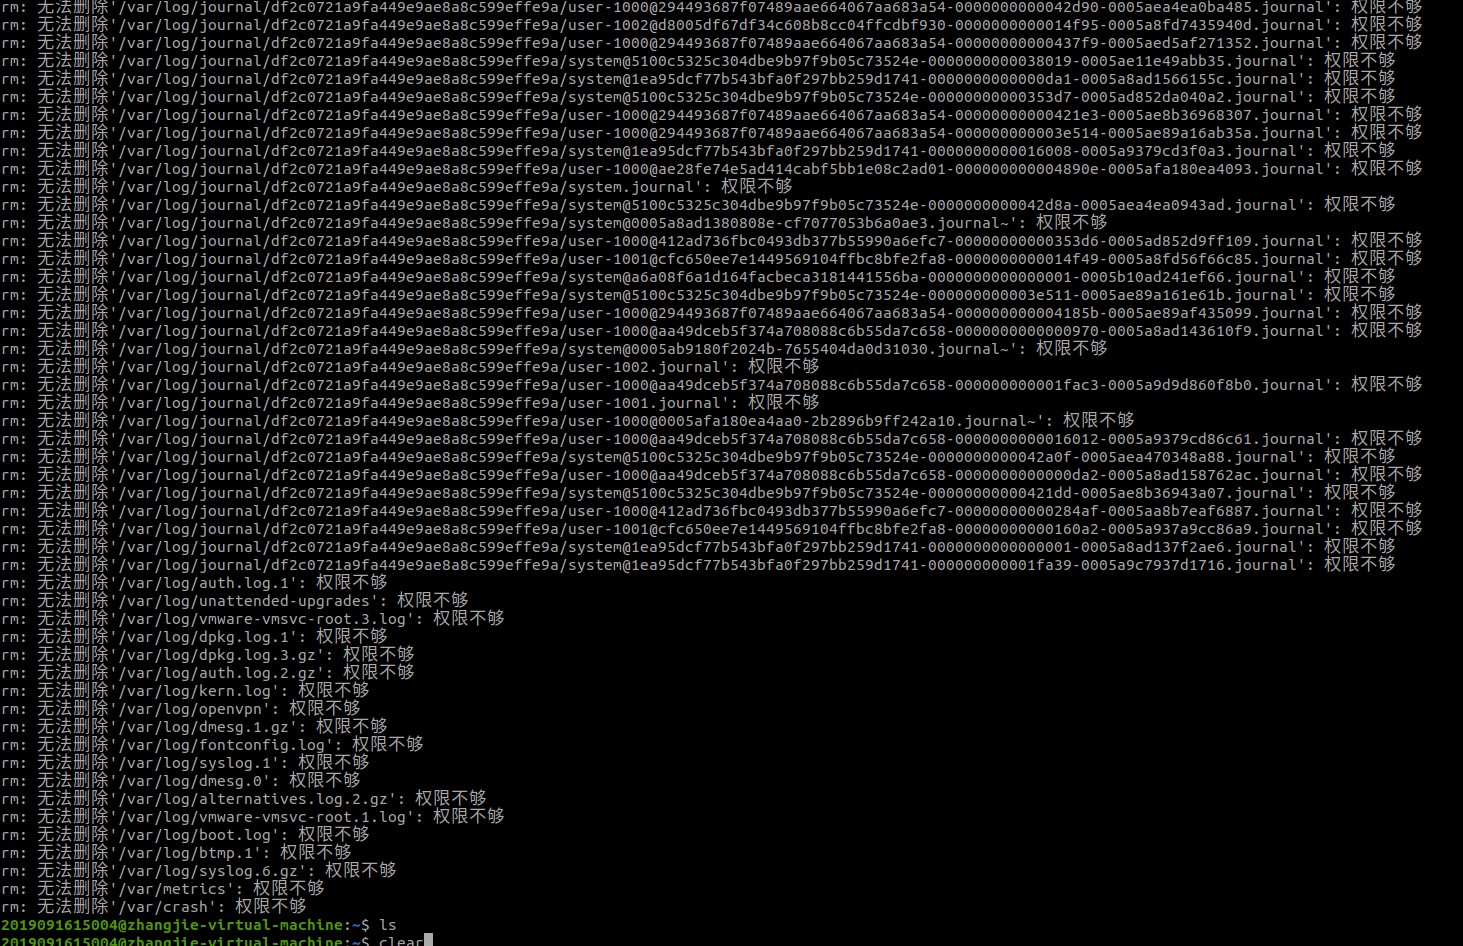 rm: 无法删除'/var/log/journal/df2c0721a9fa449e9ae8a8c599effe9a/user-1000@294493687f07489aae664067aa683a54-0000000000042d90-0005aea4ea0ba485.journal': 权限不够
rm: 无法删除'/var/log/journal/df2c0721a9fa449e9ae8a8c599effe9a/user-1002@d8005df67df34c608b8cc04ffcdbf930-0000000000014f95-0005a8fd7435940d.journal': 权限不够
rm: 无法删除'/var/log/journal/df2c0721a9fa449e9ae8a8c599effe9a/user-1000@294493687f07489aae664067aa683a54-00000000000437f9-0005aed5af271352.journal': 权限不够
rm: 无法删除'/var/log/journal/df2c0721a9fa449e9ae8a8c599effe9a/system@5100c5325c304dbe9b97f9b05c73524e-0000000000038019-0005ae11e49abb35.journal': 权限不够
rm: 无法删除'/var/log/journal/df2c0721a9fa449e9ae8a8c599effe9a/system@1ea95dcf77b543bfa0f297bb259d1741-0000000000000da1-0005a8ad1566155c.journal': 权限不够
rm: 无法删除'/var/log/journal/df2c0721a9fa449e9ae8a8c599effe9a/system@5100c5325c304dbe9b97f9b05c73524e-00000000000353d7-0005ad852da040a2.journal': 权限不够
rm: 无法删除'/var/log/journal/df2c0721a9fa449e9ae8a8c599effe9a/user-1000@294493687f07489aae664067aa683a54-00000000000421e3-0005ae8b36968307.journal': 权限不够
rm: 无法删除'/var/log/journal/df2c0721a9fa449e9ae8a8c599effe9a/user-1000@294493687f07489aae664067aa683a54-000000000003e514-0005ae89a16ab35a.journal': 权限不够
rm: 无法删除'/var/log/journal/df2c0721a9fa449e9ae8a8c599effe9a/system@1ea95dcf77b543bfa0f297bb259d1741-0000000000016008-0005a9379cd3f0a3.journal': 权限不够
rm: 无法删除'/var/log/journal/df2c0721a9fa449e9ae8a8c599effe9a/user-1000@ae28fe74e5ad414cabf5bb1e08c2ad01-000000000004890e-0005afa180ea4093.journal': 权限不够
rm: 无法删除'/var/log/journal/df2c0721a9fa449e9ae8a8c599effe9a/system.journal': 权限不够
rm: 无法删除'/var/log/journal/df2c0721a9fa449e9ae8a8c599effe9a/system@5100c5325c304dbe9b97f9b05c73524e-0000000000042d8a-0005aea4ea0943ad.journal': 权限不够
rm: 无法删除'/var/log/journal/df2c0721a9fa449e9ae8a8c599effe9a/system@0005a8ad1380808e-cf7077053b6a0ae3.journal~': 权限不够
rm: 无法删除'/var/log/journal/df2c0721a9fa449e9ae8a8c599effe9a/user-1000@412ad736fbc0493db377b55990a6efc7-00000000000353d6-0005ad852d9ff109.journal': 权限不够
rm: 无法删除'/var/log/journal/df2c0721a9fa449e9ae8a8c599effe9a/user-1001@cfc650ee7e1449569104ffbc8bfe2fa8-0000000000014f49-0005a8fd56f66c85.journal': 权限不够
rm: 无法删除'/var/log/journal/df2c0721a9fa449e9ae8a8c599effe9a/system@a6a08f6a1d164facbeca3181441556ba-0000000000000001-0005b10ad241ef66.journal': 权限不够
rm: 无法删除'/var/log/journal/df2c0721a9fa449e9ae8a8c599effe9a/system@5100c5325c304dbe9b97f9b05c73524e-000000000003e511-0005ae89a161e61b.journal': 权限不够
rm: 无法删除'/var/log/journal/df2c0721a9fa449e9ae8a8c599effe9a/user-1000@294493687f07489aae664067aa683a54-000000000004185b-0005ae89af435099.journal': 权限不够
rm: 无法删除'/var/log/journal/df2c0721a9fa449e9ae8a8c599effe9a/user-1000@aa49dceb5f374a708088c6b55da7c658-0000000000000970-0005a8ad143610f9.journal': 权限不够
rm: 无法删除'/var/log/journal/df2c0721a9fa449e9ae8a8c599effe9a/system@0005ab9180f2024b-7655404da0d31030.journal~': 权限不够
rm: 无法删除'/var/log/journal/df2c0721a9fa449e9ae8a8c599effe9a/user-1002.journal': 权限不够
rm: 无法删除'/var/log/journal/df2c0721a9fa449e9ae8a8c599effe9a/user-1000@aa49dceb5f374a708088c6b55da7c658-000000000001fac3-0005a9d9d860f8b0.journal': 权限不够
rm: 无法删除'/var/log/journal/df2c0721a9fa449e9ae8a8c599effe9a/user-1001.journal': 权限不够
rm: 无法删除'/var/log/journal/df2c0721a9fa449e9ae8a8c599effe9a/user-1000@0005afa180ea4aa0-2b2896b9ff242a10.journal~': 权限不够
rm: 无法删除'/var/log/journal/df2c0721a9fa449e9ae8a8c599effe9a/user-1000@aa49dceb5f374a708088c6b55da7c658-0000000000016012-0005a9379cd86c61.journal': 权限不够
rm: 无法删除'/var/log/journal/df2c0721a9fa449e9ae8a8c599effe9a/system@5100c5325c304dbe9b97f9b05c73524e-0000000000042a0f-0005aea470348a88.journal': 权限不够
rm: 无法删除'/var/log/journal/df2c0721a9fa449e9ae8a8c599effe9a/user-1000@aa49dceb5f374a708088c6b55da7c658-0000000000000da2-0005a8ad158762ac.journal': 权限不够
rm: 无法删除'/var/log/journal/df2c0721a9fa449e9ae8a8c599effe9a/system@5100c5325c304dbe9b97f9b05c73524e-00000000000421dd-0005ae8b36943a07.journal': 权限不够
rm: 无法删除'/var/log/journal/df2c0721a9fa449e9ae8a8c599effe9a/user-1000@412ad736fbc0493db377b55990a6efc7-00000000000284af-0005aa8b7eaf6887.journal': 权限不够
rm: 无法删除'/var/log/journal/df2c0721a9fa449e9ae8a8c599effe9a/user-1001@cfc650ee7e1449569104ffbc8bfe2fa8-00000000000160a2-0005a937a9cc86a9.journal': 权限不够
rm: 无法删除'/var/log/journal/df2c0721a9fa449e9ae8a8c599effe9a/system@1ea95dcf77b543bfa0f297bb259d1741-0000000000000001-0005a8ad137f2ae6.journal': 权限不够
rm: 无法删除'/var/log/journal/df2c0721a9fa449e9ae8a8c599effe9a/system@1ea95dcf77b543bfa0f297bb259d1741-000000000001fa39-0005a9c7937d1716.journal': 权限不够
rm: 无法删除'/var/log/auth.log.1': 权限不够
rm: 无法删除'/var/log/unattended-upgrades': 权限不够
rm: 无法删除'/var/log/vmware-vmsvc-root.3.log': 权限不够
rm: 无法删除'/var/log/dpkg.log.1': 权限不够
rm: 无法删除'/var/log/dpkg.log.3.gz': 权限不够
rm: 无法删除'/var/log/auth.log.2.gz': 权限不够
rm: 无法删除'/var/log/kern.log': 权限不够
rm: 无法删除'/var/log/openvpn': 权限不够
rm: 无法删除'/var/log/dmesg.1.gz': 权限不够
rm: 无法删除'/var/log/fontconfig.log': 权限不够
rm: 无法删除'/var/log/syslog.1': 权限不够
rm: 无法删除'/var/log/dmesg.0': 权限不够
rm: 无法删除'/var/log/alternatives.log.2.gz': 权限不够
rm: 无法删除'/var/log/vmware-vmsvc-root.1.log': 权限不够
rm: 无法删除'/var/log/boot.log': 权限不够
rm: 无法删除'/var/log/btmp.1': 权限不够
rm: 无法删除'/var/log/syslog.6.gz': 权限不够
rm: 无法删除'/var/metrics': 权限不够
rm: 无法删除'/var/crash': 权限不够
2019091615004@zhangjie-virtual-machine:~$ ls
2019091615004@zhangjie-virtual-machine:~$ clear